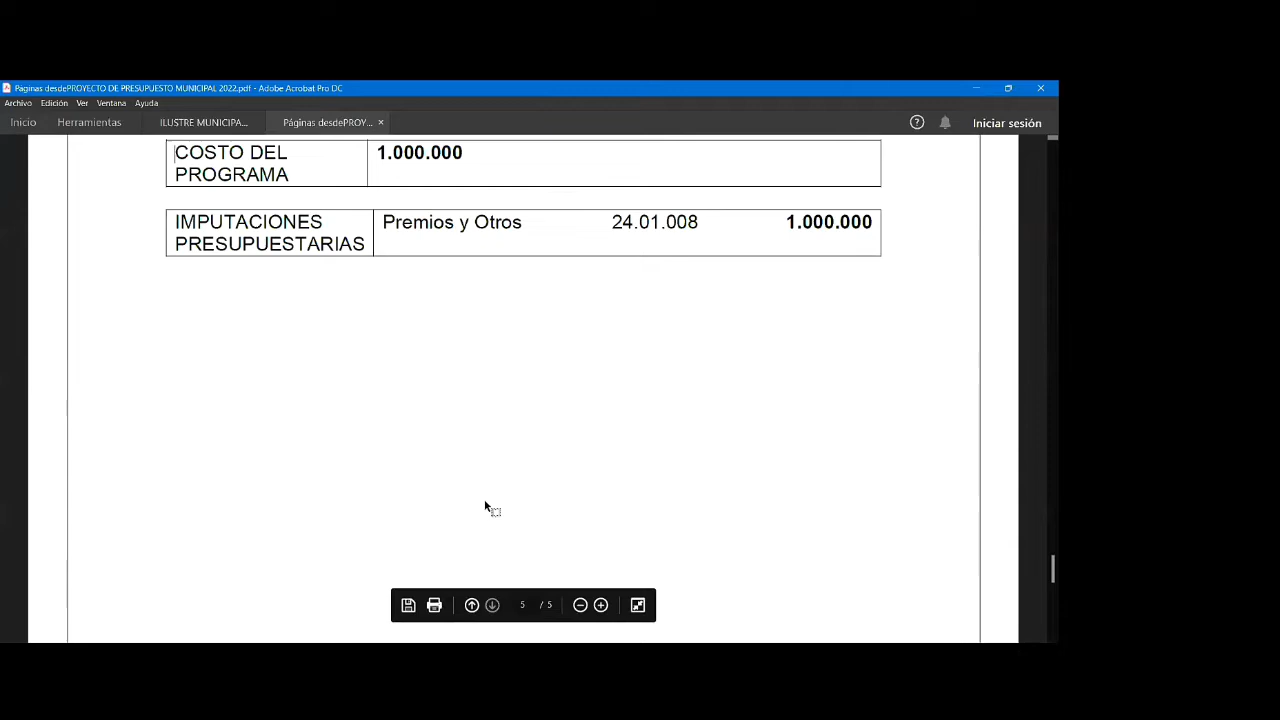 Páginas desdePROYECTO DE PRESUPUESTO MUNICIPAL 2022.pdf - Adobe Acrobat Pro DC
Archivo Edición Ver Ventana Ayuda
Inicio Herramientas ILUSTRE MUNICIPA... Páginas desdePROY... × Iniciar sesión
COSTO DEL 1.000.000
PROGRAMA
IMPUTACIONES Premios y Otros 24.01.008 1.000.000
PRESUPUESTARIAS
5 / 5